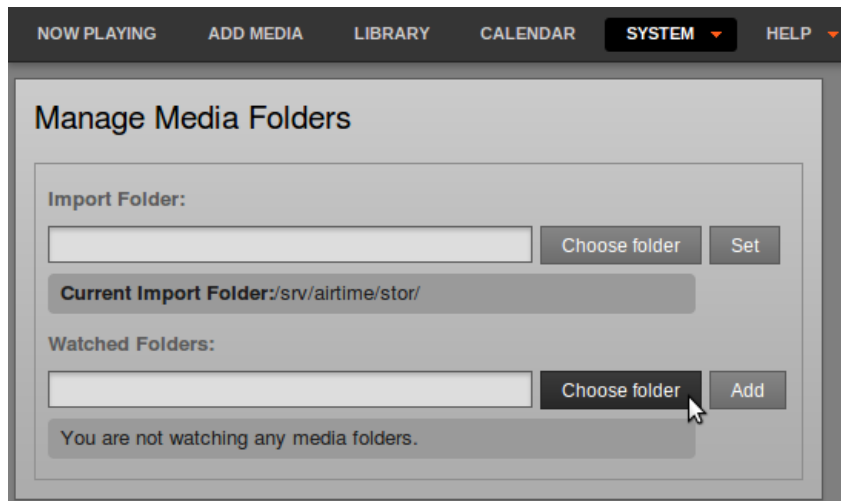 NOW PLAYING ADD MEDIA LIBRARY CALENDAR SYSTEM HELP
Manage Media Folders
Import Folder:
Choose folder Set
Current Import Folder:/srv/airtime/stor/
Watched Folders:
Choose folder Add
You are not watching any media folders.